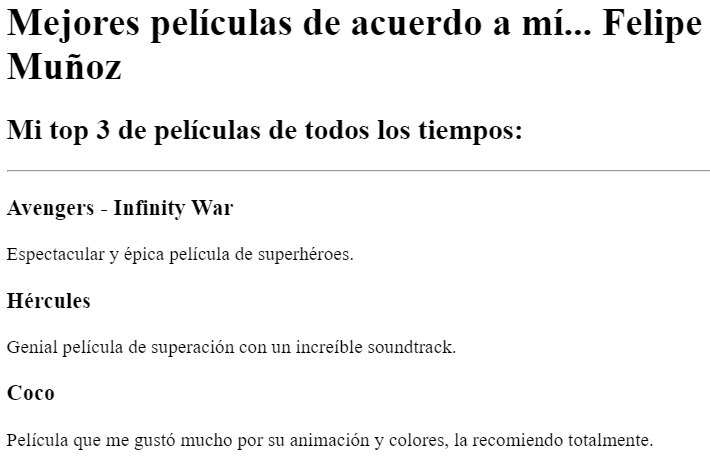 Mejores películas de acuerdo a mí... Felipe
Muñoz
Mi top 3 de películas de todos los tiempos:
Avengers - Infinity War
Espectacular y épica película de superhéroes.
Hércules
Genial película de superación con un increíble soundtrack.
Coco
Película que me gustó mucho por su animación y colores, la recomiendo totalmente.